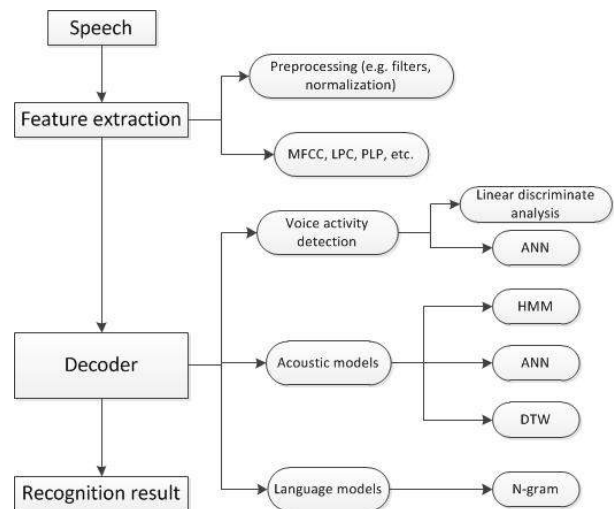 Speech
Preprocessing (e.g. filters,
normalization)
Feature extraction
MFCC, LPC, PLP, etc.
Linear discriminate
analysis
Voice activity
detection
ANN
HMM
Decoder
Acoustic models
ANN
DTW
Recognition result
Language models
N-gram